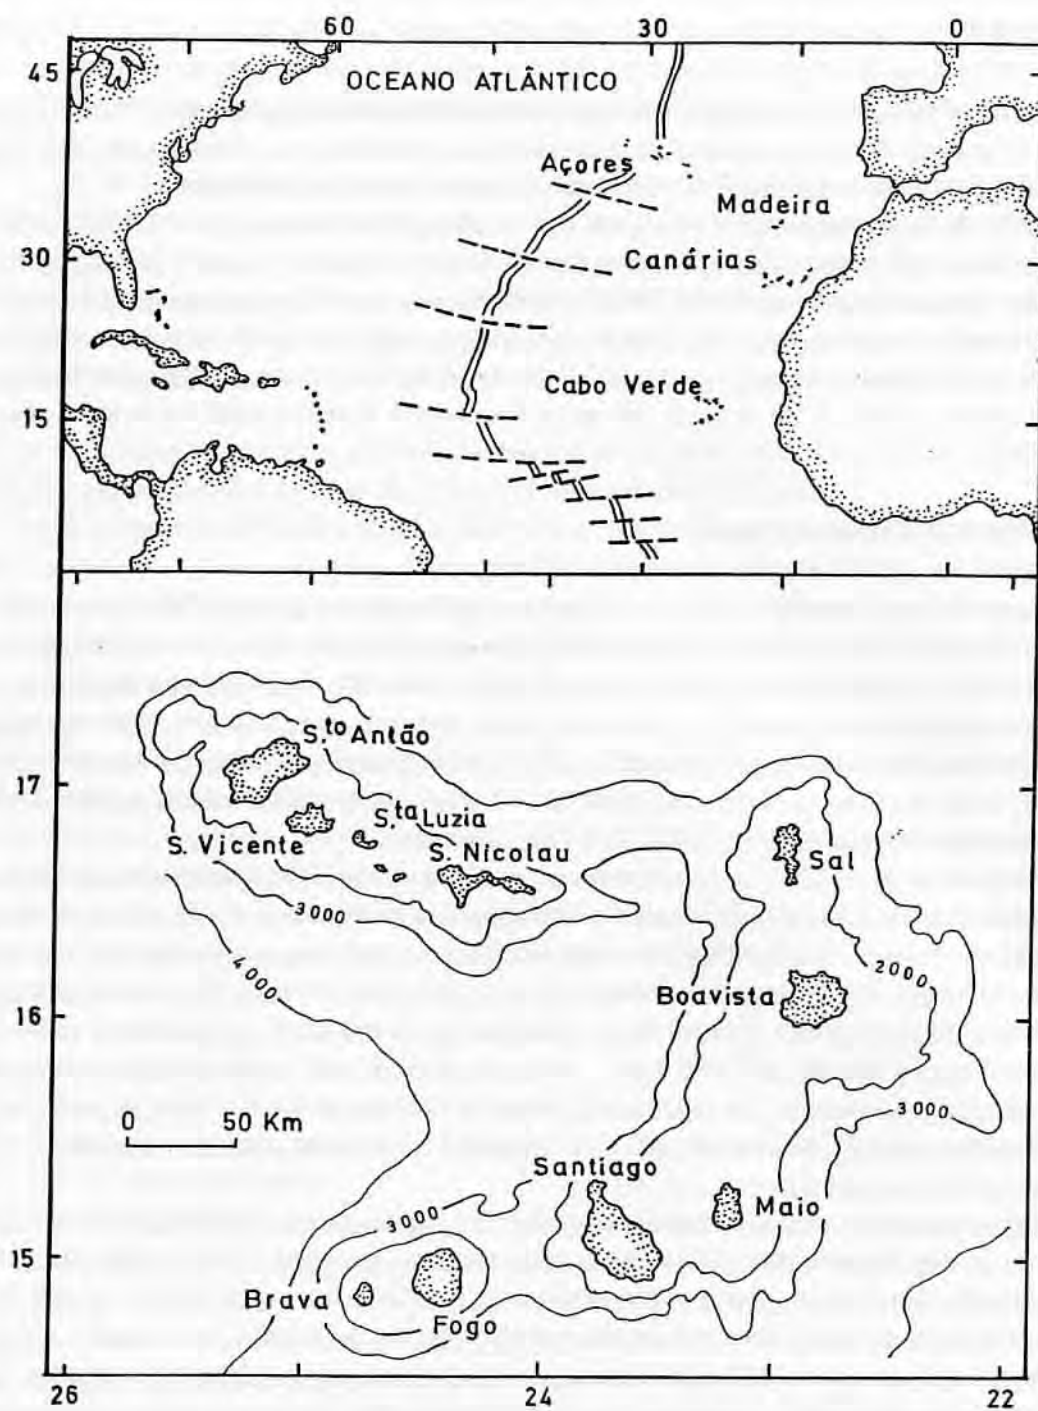 60 30 0
45
OCEANO ATLÂNTICO
Açores
Madeira
30
Canárias
Cabo Verde
15
S.to Antão
17
S.ta Luzia
S. Vicente
S. Nicolau
Sal
3000
4000
2000
Boavista
16
0 50 Km
3000
Santiago
Maio
3000
15
Brava
Fogo
26 24 22